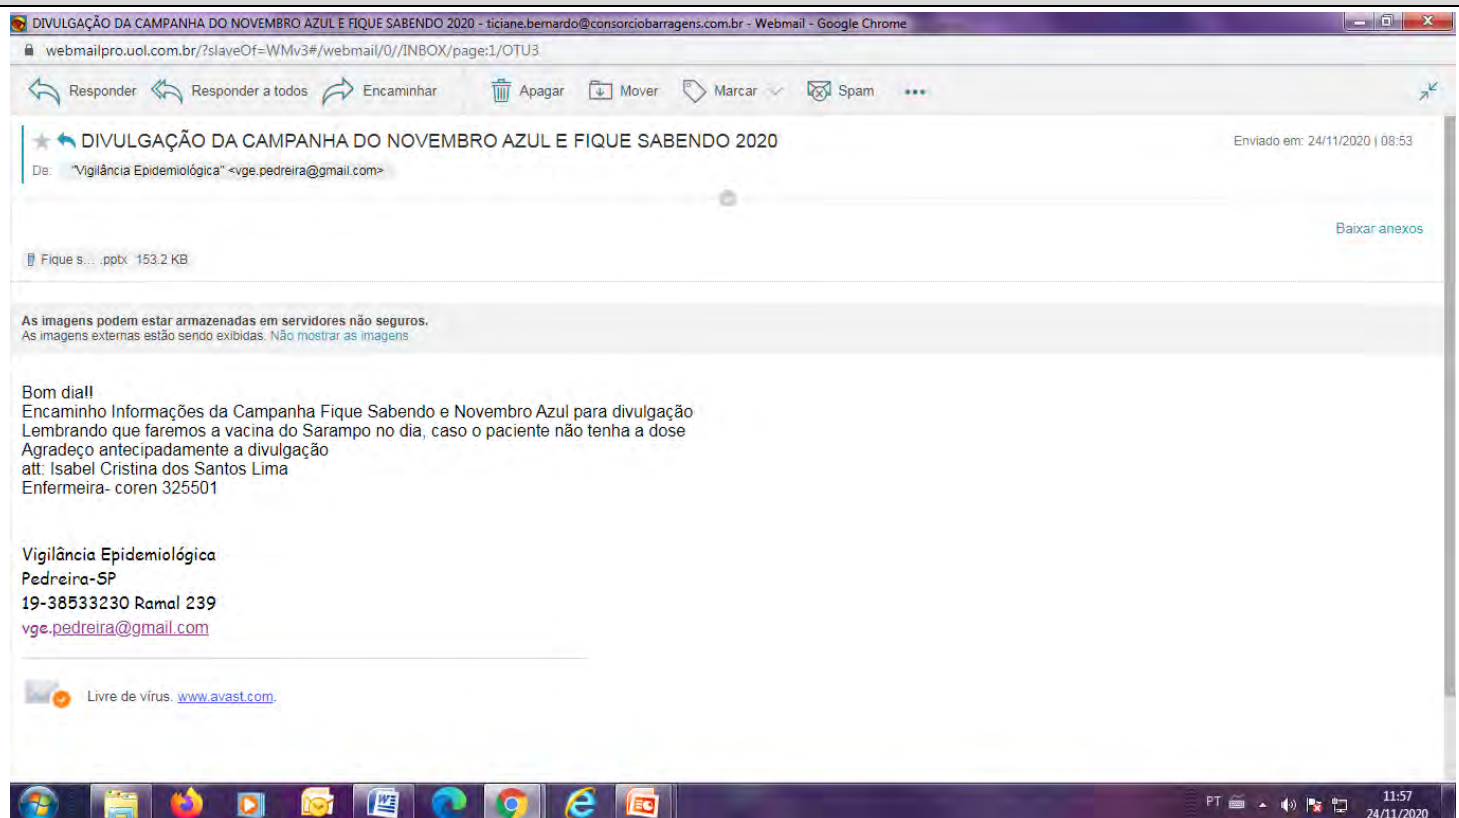 DIVULGAÇÃO DA CAMPANHA DO NOVEMBRO AZUL E FIQUE SABENDO 2020 - ticiane.bernardo@consorciobarragens.com.br - Webmail - Google Chrome
webmailpro.uol.com.br/?slaveOf=WMv3#/webmail/0//INBOX/page:1/OTU3
Responder Responder a todos Encaminhar Apagar Mover Marcar Spam
DIVULGAÇÃO DA CAMPANHA DO NOVEMBRO AZUL E FIQUE SABENDO 2020 Enviado em: 24/11/2020 | 08:53
De: "Vigilância Epidemiológica" <vge.pedreira@gmail.com>
Baixar anexos
Fique s... .pptx 153.2 KB
As imagens podem estar armazenadas em servidores não seguros.
As imagens externas estão sendo exibidas. Não mostrar as imagens
Bom dia!!
Encaminho Informações da Campanha Fique Sabendo e Novembro Azul para divulgação
Lembrando que faremos a vacina do Sarampo no dia, caso o paciente não tenha a dose
Agradeço antecipadamente a divulgação
att: Isabel Cristina dos Santos Lima
Enfermeira- coren 325501
Vigilância Epidemiológica
Pedreira-SP
19-38533230 Ramal 239
vge.pedreira@gmail.com
Livre de vírus. www.avast.com.
PT 11:57
24/11/2020